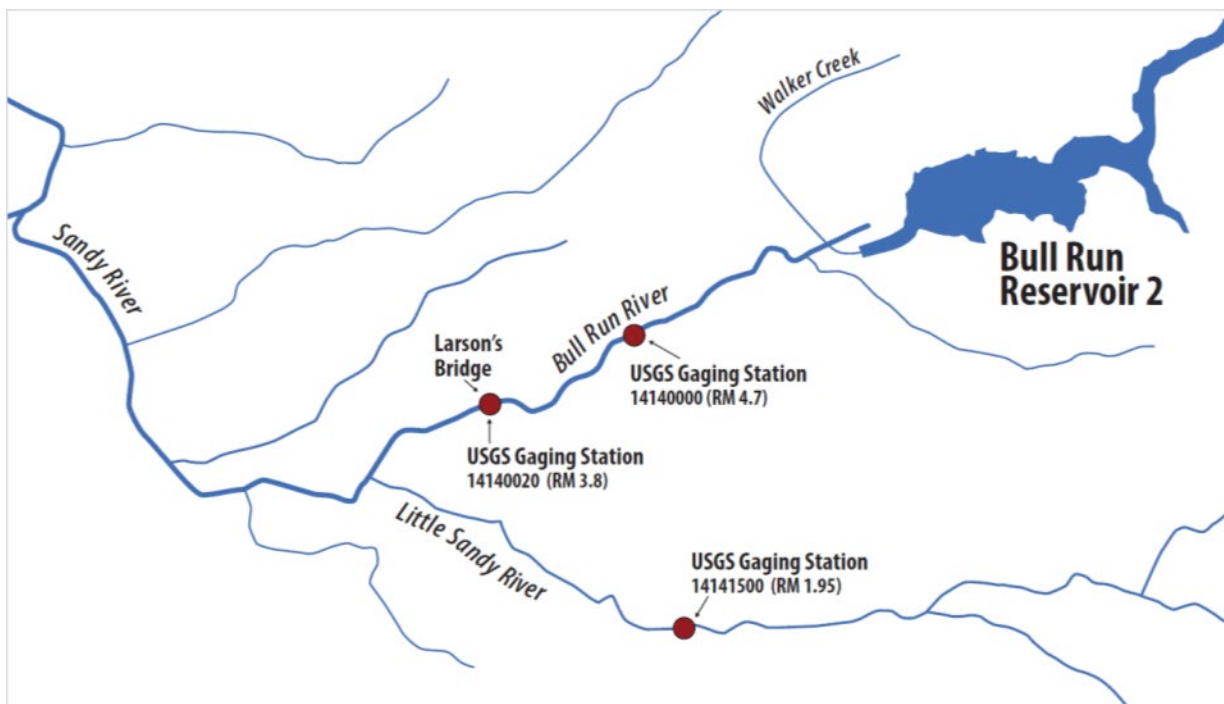 Walker Creek
Sandy River
Bull Run
Reservoir 2
Bull Run River
Larson's
Bridge
USGS Gaging Station
14140000 (RM 4.7)
USGS Gaging Station
14140020 (RM 3.8)
Little Sandy River
USGS Gaging Station
14141500 (RM 1.95)